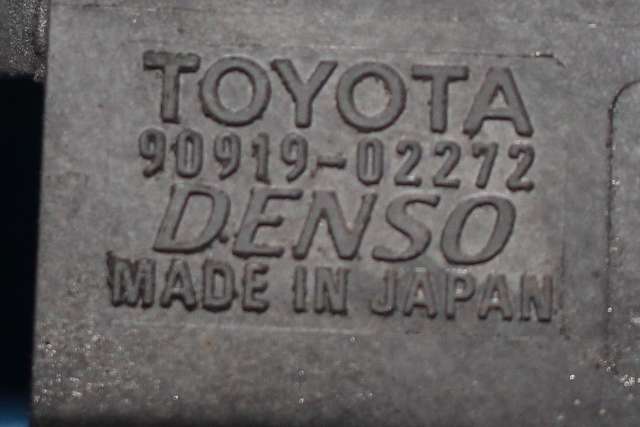 TOYOTA
90919-02272
DENSO
MADE IN JAPAN